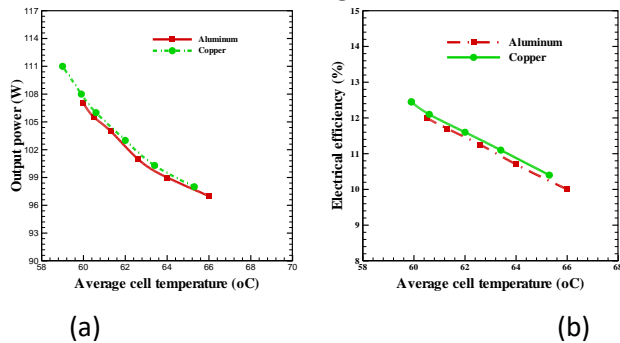 117
114
111
108
105
102
99
96
93
90
Output power (W)
Aluminum
Copper
58 60 62 64 66 68 70
Average cell temperature (oC)
(a)
15
14
13
12
11
10
9
8
Electrical efficiency (%)
Aluminum
Copper
58 60 62 64 66 68
Average cell temperature (oC)
(b)